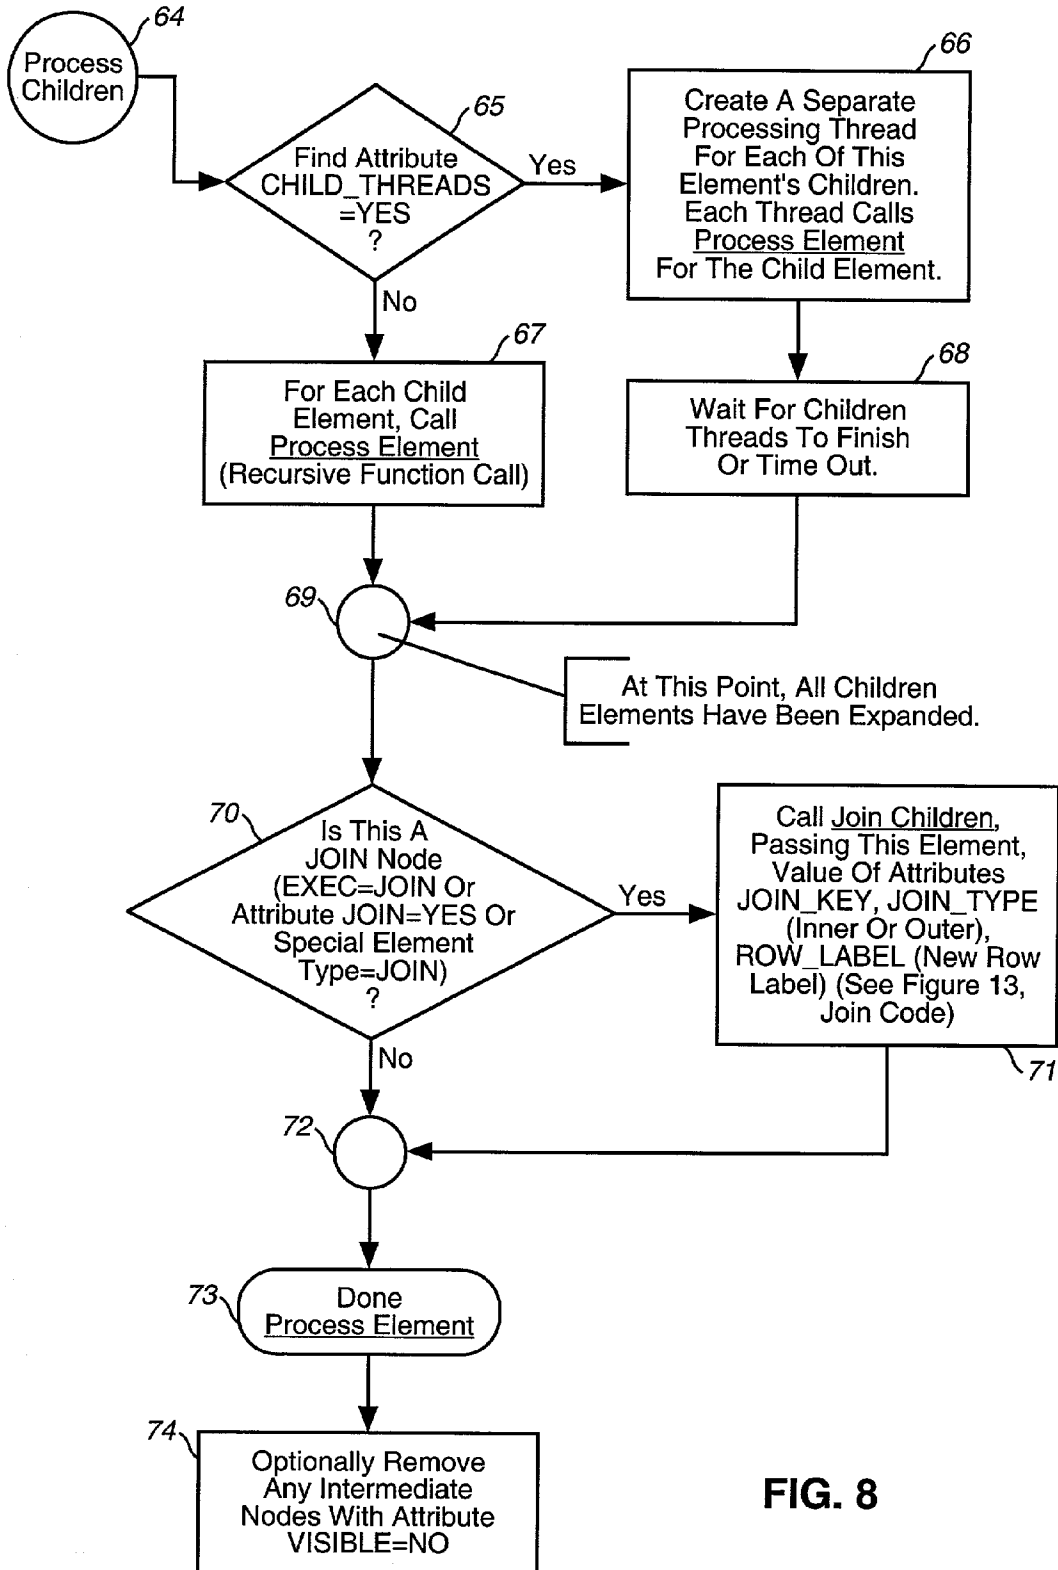 64
Process
Children
65
Find Attribute
CHILD_THREADS
=YES
?
Yes
No
66
Create A Separate
Processing Thread
For Each Of This
Element's Children.
Each Thread Calls
Process Element
For The Child Element.
67
For Each Child
Element, Call
Process Element
(Recursive Function Call)
68
Wait For Children
Threads To Finish
Or Time Out.
69
At This Point, All Children
Elements Have Been Expanded.
70
Is This A
JOIN Node
(EXEC=JOIN Or
Attribute JOIN=YES Or
Special Element
Type=JOIN)
?
Yes
No
Call Join Children,
Passing This Element,
Value Of Attributes
JOIN_KEY, JOIN_TYPE
(Inner Or Outer),
ROW_LABEL (New Row
Label) (See Figure 13,
Join Code)
71
72
73
Done
Process Element
74
Optionally Remove
Any Intermediate
Nodes With Attribute
VISIBLE=NO
FIG. 8